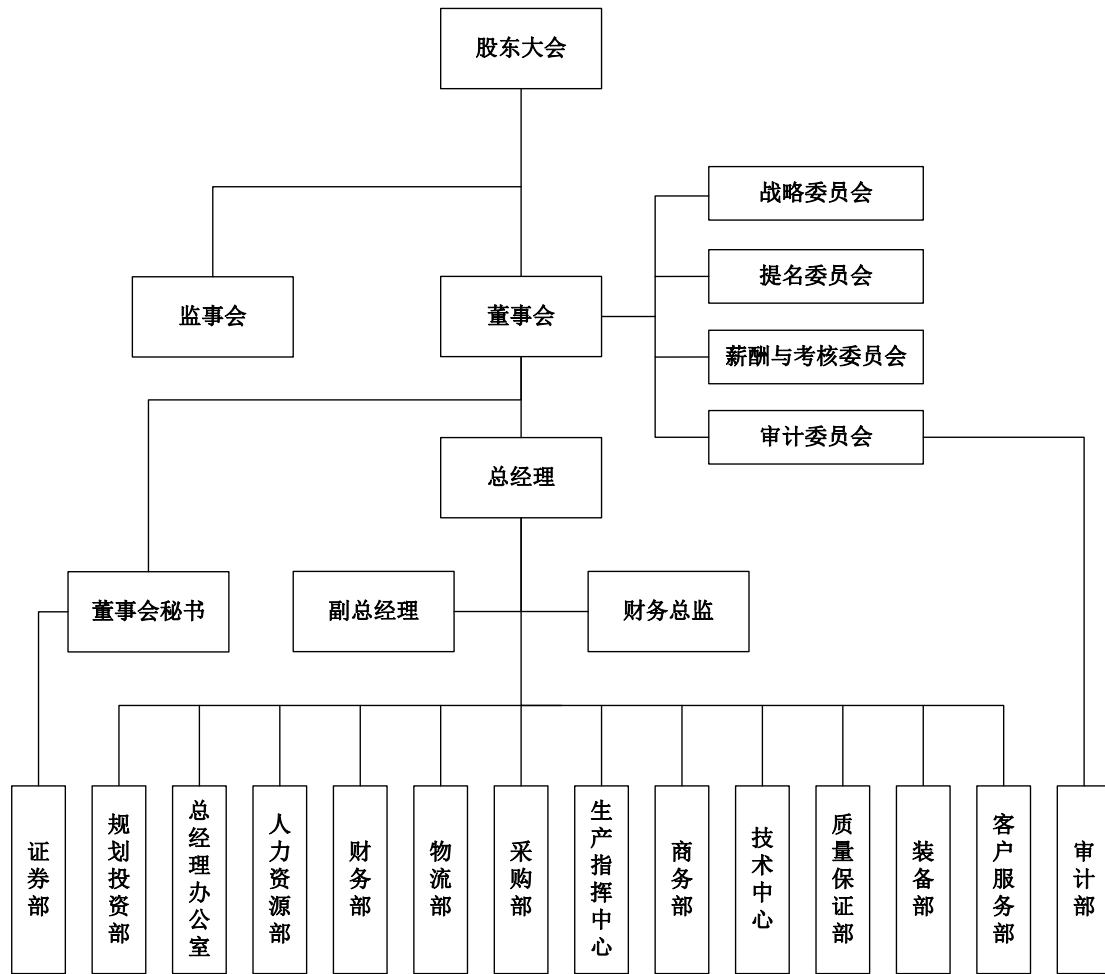 股东大会
战略委员会
提名委员会
监事会
董事会
薪酬与考核委员会
审计委员会
总经理
董事会秘书
副总经理
财务总监
证券部
规划投资部
总经理办公室
人力资源部
财务部
物流部
采购部
生产指挥中心
商务部
技术中心
质量保证部
装备部
客户服务部
审计部